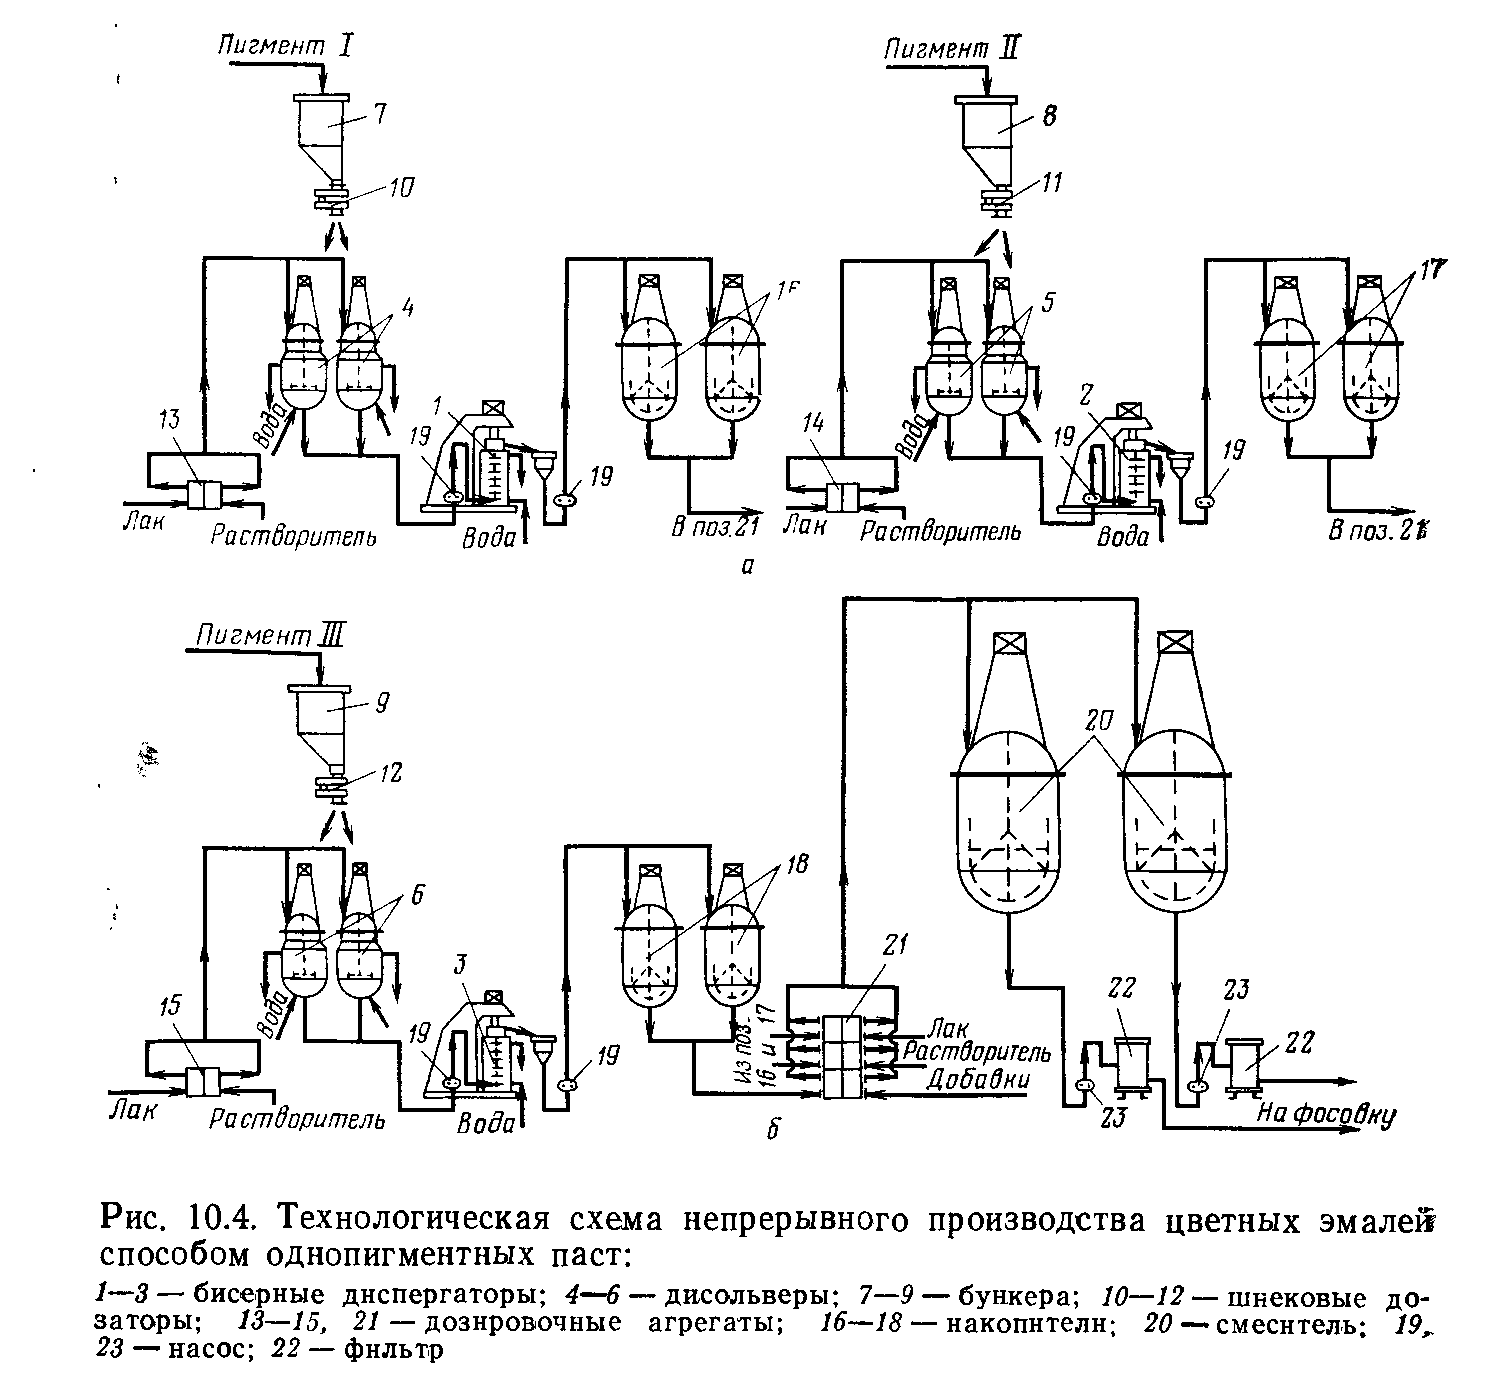 Пигмент I
7
10
4
13
Вода
Лак
Растворитель
19
1
Вода
19
В поз.21
Пигмент II
8
11
5
14
Вода
Лак
Растворитель
19
2
Вода
19
17
В поз.21
а
Пигмент III
9
12
6
15
Вода
Лак
Растворитель
19
3
Вода
19
18
Из поз.
16 и 17
21
Лак
Растворитель
Добавки
20
22
23
23
22
На фасовку
б
Рис. 10.4. Технологическая схема непрерывного производства цветных эмалей
способом однопигментных паст:
1—3 — бисерные диспергаторы; 4—6 — дисольверы; 7—9 — бункера; 10—12 — шнековые до-
заторы; 13—15, 21 — дозировочные агрегаты; 16—18 — накопители; 20 — смеситель; 19,
23 — насос; 22 — фильтр